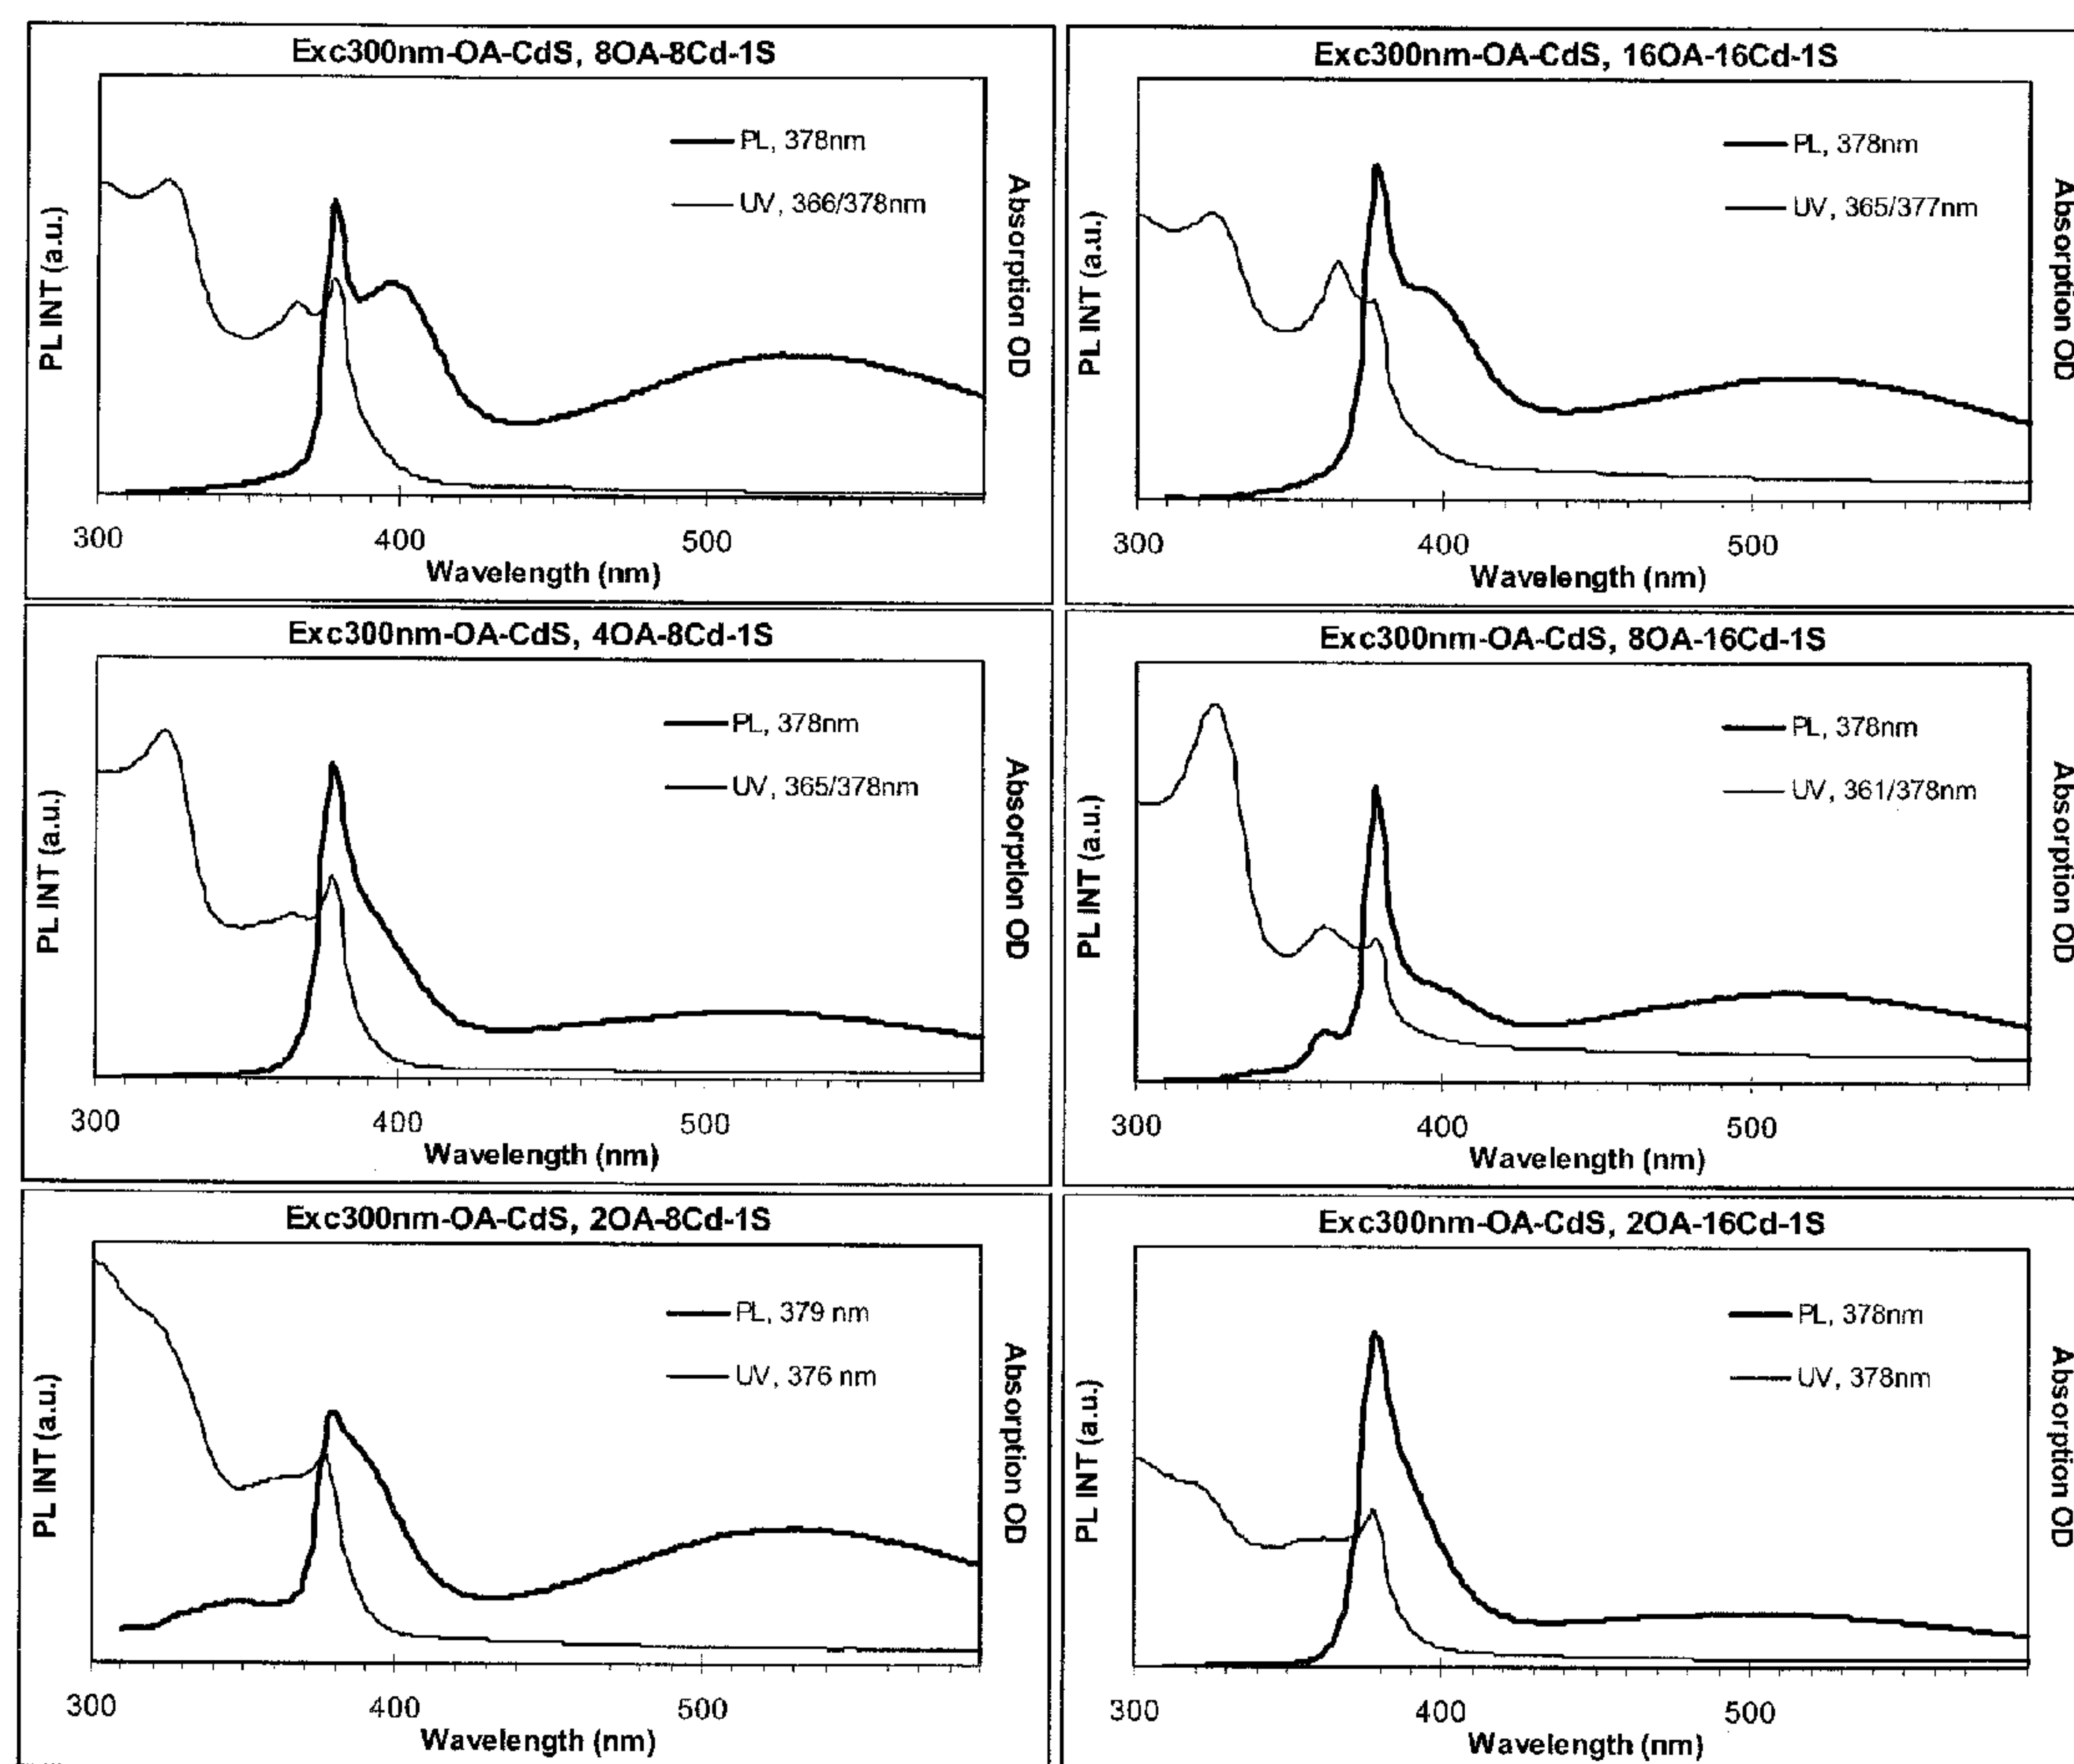 Exc300nm-OA-CdS, 8OA-8Cd-1S
PL INT (a.u.)
PL, 378nm
UV, 366/378nm
Absorption OD
300 400 500
Wavelength (nm)
Exc300nm-OA-CdS, 16OA-16Cd-1S
PL INT (a.u.)
PL, 378nm
UV, 365/377nm
Absorption OD
300 400 500
Wavelength (nm)
Exc300nm-OA-CdS, 4OA-8Cd-1S
PL INT (a.u.)
PL, 378nm
UV, 365/378nm
Absorption OD
300 400 500
Wavelength (nm)
Exc300nm-OA-CdS, 8OA-16Cd-1S
PL INT (a.u.)
PL, 378nm
UV, 361/378nm
Absorption OD
300 400 500
Wavelength (nm)
Exc300nm-OA-CdS, 2OA-8Cd-1S
PL INT (a.u.)
PL, 379 nm
UV, 376 nm
Absorption OD
300 400 500
Wavelength (nm)
Exc300nm-OA-CdS, 2OA-16Cd-1S
PL INT (a.u.)
PL, 378nm
UV, 378nm
Absorption OD
300 400 500
Wavelength (nm)